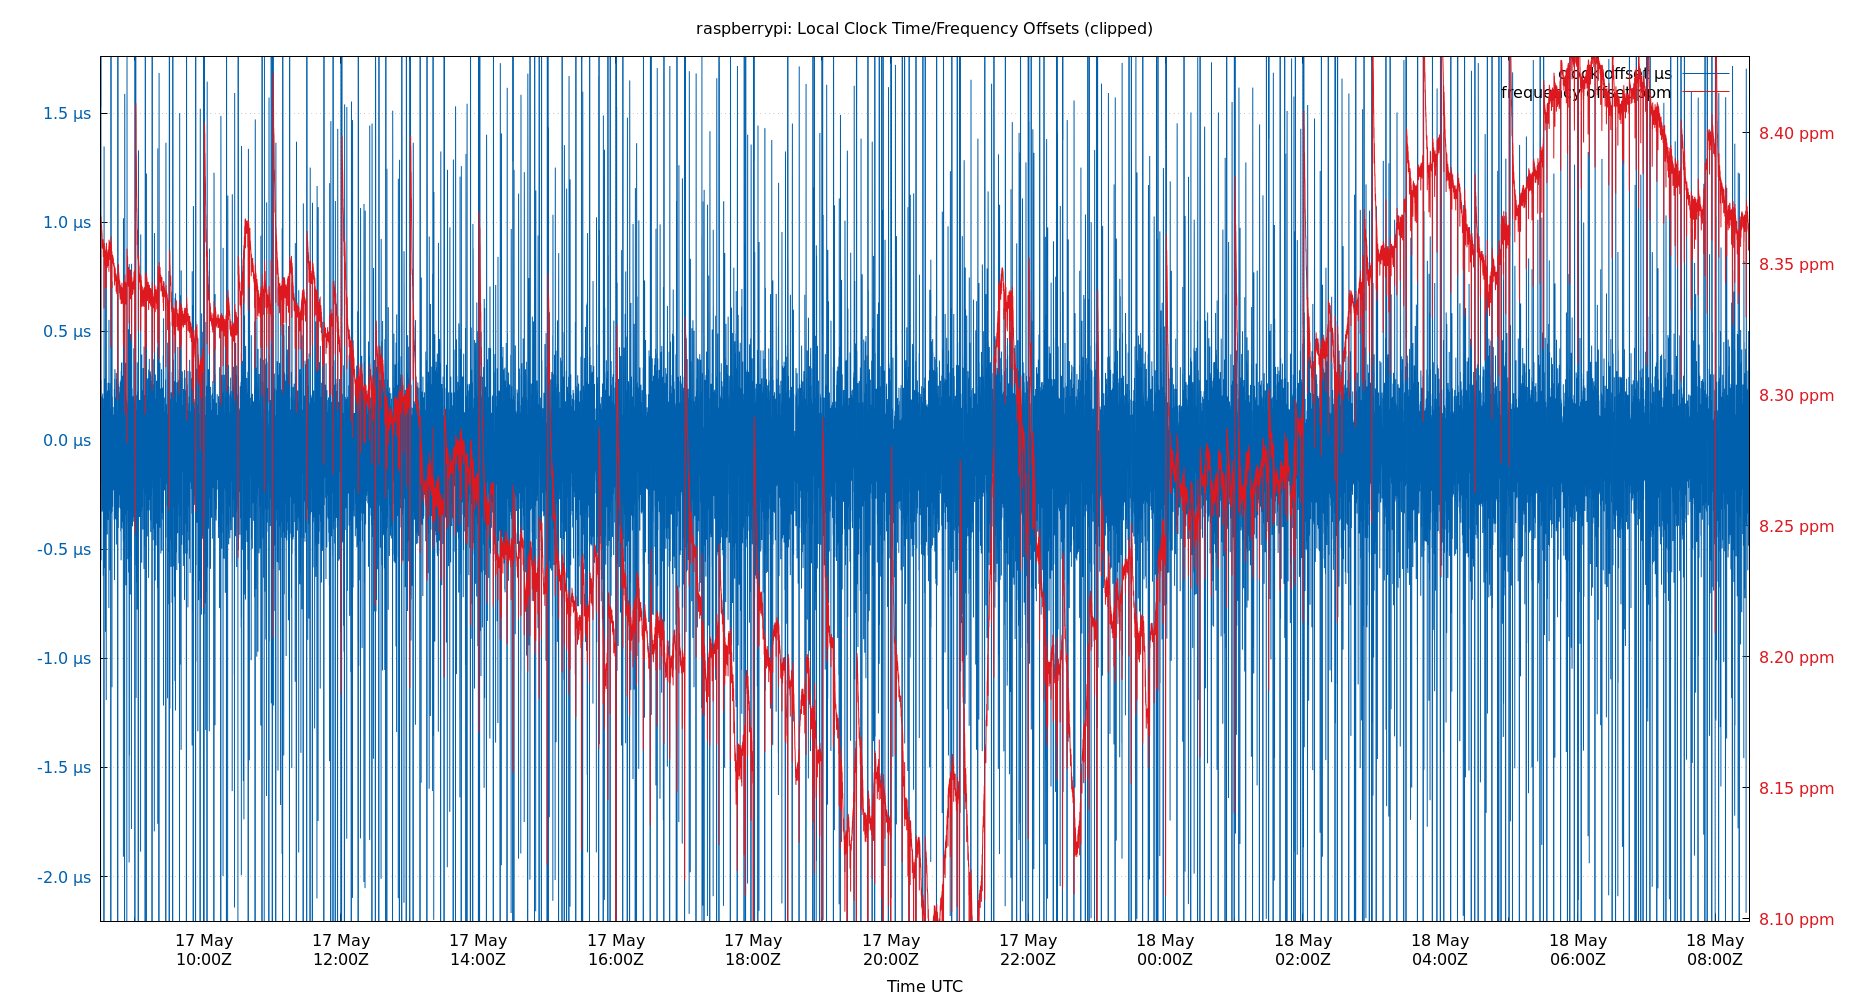 raspberrypi: Local Clock Time/Frequency Offsets (clipped)
clock offset µs
frequency offset ppm
1.5 µs
1.0 µs
0.5 µs
0.0 µs
-0.5 µs
-1.0 µs
-1.5 µs
-2.0 µs
8.40 ppm
8.35 ppm
8.30 ppm
8.25 ppm
8.20 ppm
8.15 ppm
8.10 ppm
17 May 17 May 17 May 17 May 17 May 17 May 17 May 18 May 18 May 18 May 18 May 18 May
10:00Z 12:00Z 14:00Z 16:00Z 18:00Z 20:00Z 22:00Z 00:00Z 02:00Z 04:00Z 06:00Z 08:00Z
Time UTC